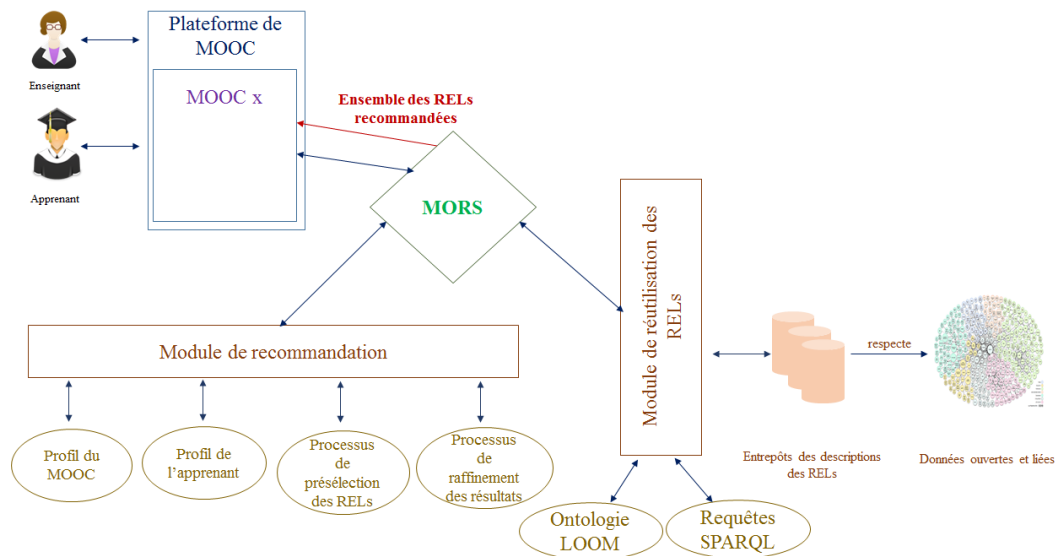 Plateforme de
MOOC
Enseignant
MOOC x
Apprenant
Ensemble des RELs
recommandées
MORS
Module de réutilisation des
RELs
Module de recommandation
respecte
Profil du
MOOC
Profil de
l’apprenant
Processus
de
présélection
des RELs
Processus
de
raffinement
des résultats
Entrepôts des descriptions
des RELs
Données ouvertes et liées
Ontologie
LOOM
Requêtes
SPARQL